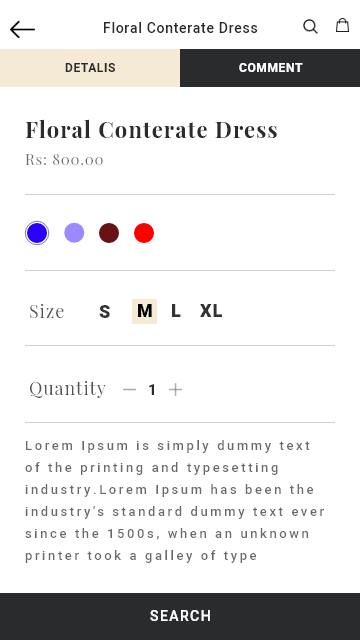 Floral Conterate Dress
DETALIS COMMENT
Floral Conterate Dress
Rs: 800.00
Size S M L XL
Quantity — 1 +
Lorem Ipsum is simply dummy text
of the printing and typesetting
industry.Lorem Ipsum has been the
industry's standard dummy text ever
since the 1500s, when an unknown
printer took a galley of type
SEARCH